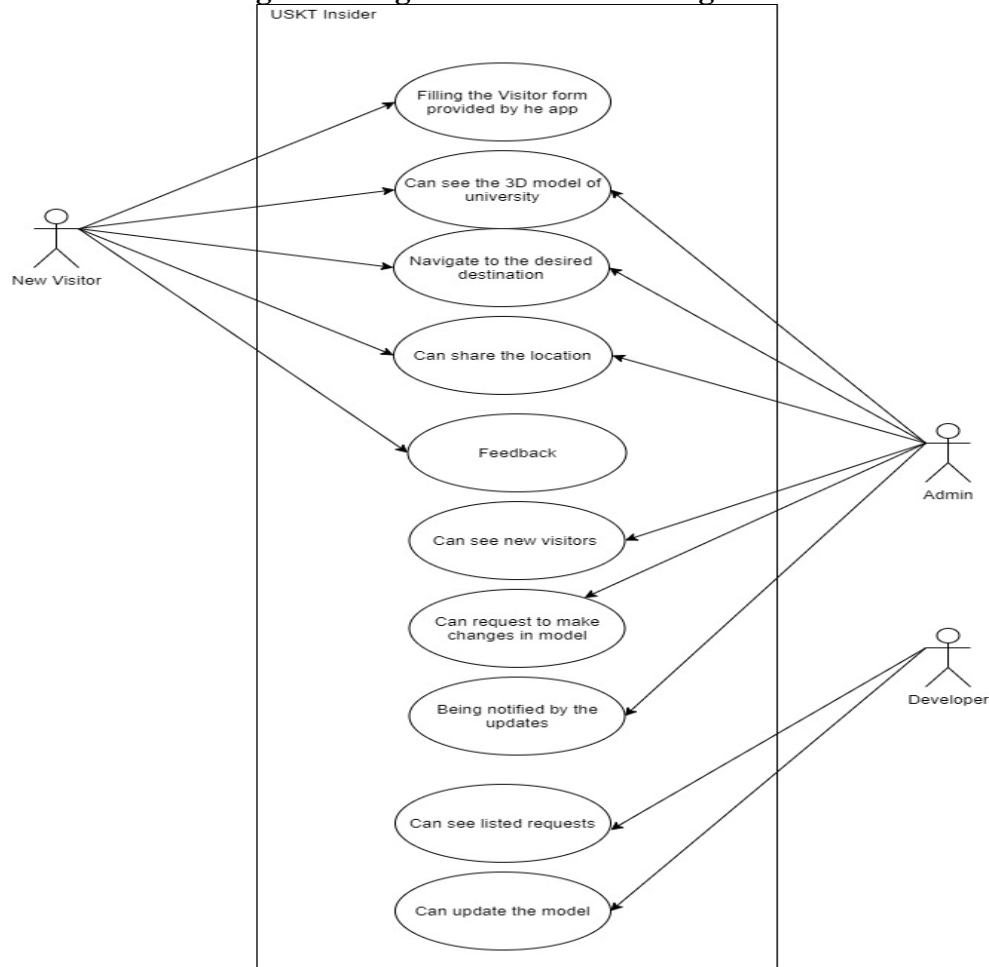 USKT Insider
Filling the Visitor form
provided by he app
Can see the 3D model of
university
Navigate to the desired
destination
New Visitor
Can share the location
Feedback
Admin
Can see new visitors
Can request to make
changes in model
Being notified by the
updates
Developer
Can see listed requests
Can update the model